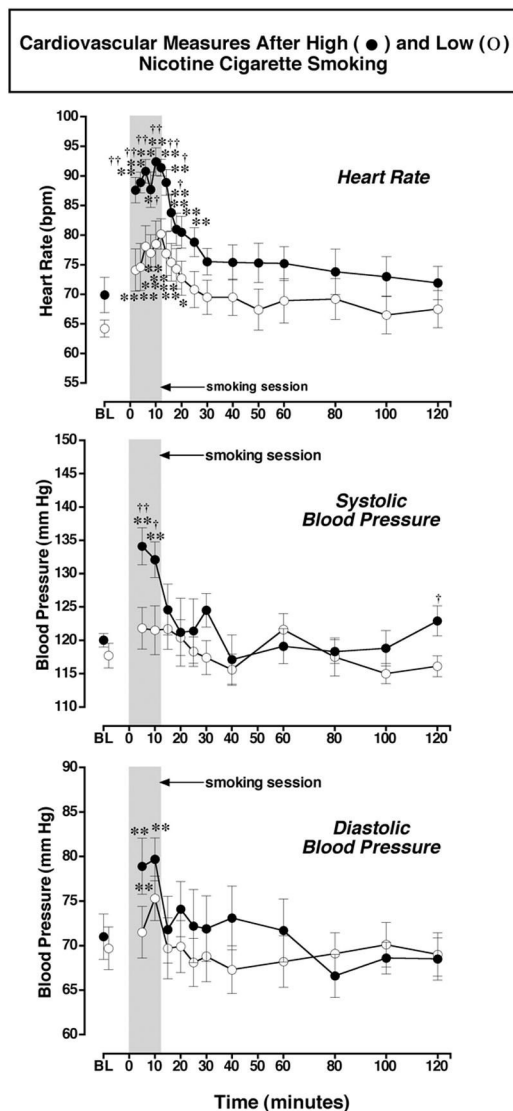 Cardiovascular Measures After High ( ● ) and Low (O)
Nicotine Cigarette Smoking
Heart Rate
Heart Rate (bpm)
100
95
90
85
80
75
70
65
60
55
†† †† †† †† †† †
** ** ** ** ** **
*† † ** ** ** **
** ** ** ** ** *
smoking session
BL 0 10 20 30 40 50 60 80 100 120
Systolic
Blood Pressure
Blood Pressure (mm Hg)
150
145
140
135
130
125
120
115
110
smoking session
†† †
** **
†
BL 0 10 20 30 40 60 80 100 120
Diastolic
Blood Pressure
Blood Pressure (mm Hg)
90
80
70
65
60
smoking session
** **
**
BL 0 10 20 30 40 60 80 100 120
Time (minutes)